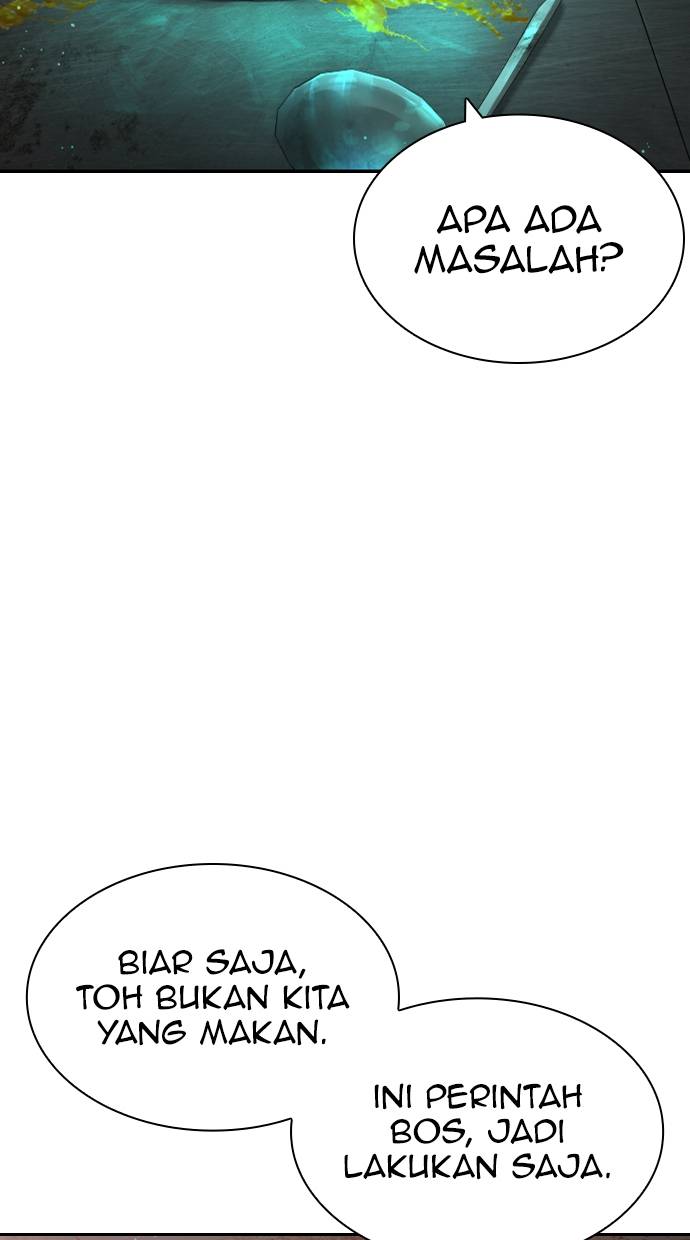 APA ADA
MASALAH?
BIAR SAJA,
TOH BUKAN KITA
YANG MAKAN.
INI PERINTAH
BOS, JADI
LAKUKAN SAJA.